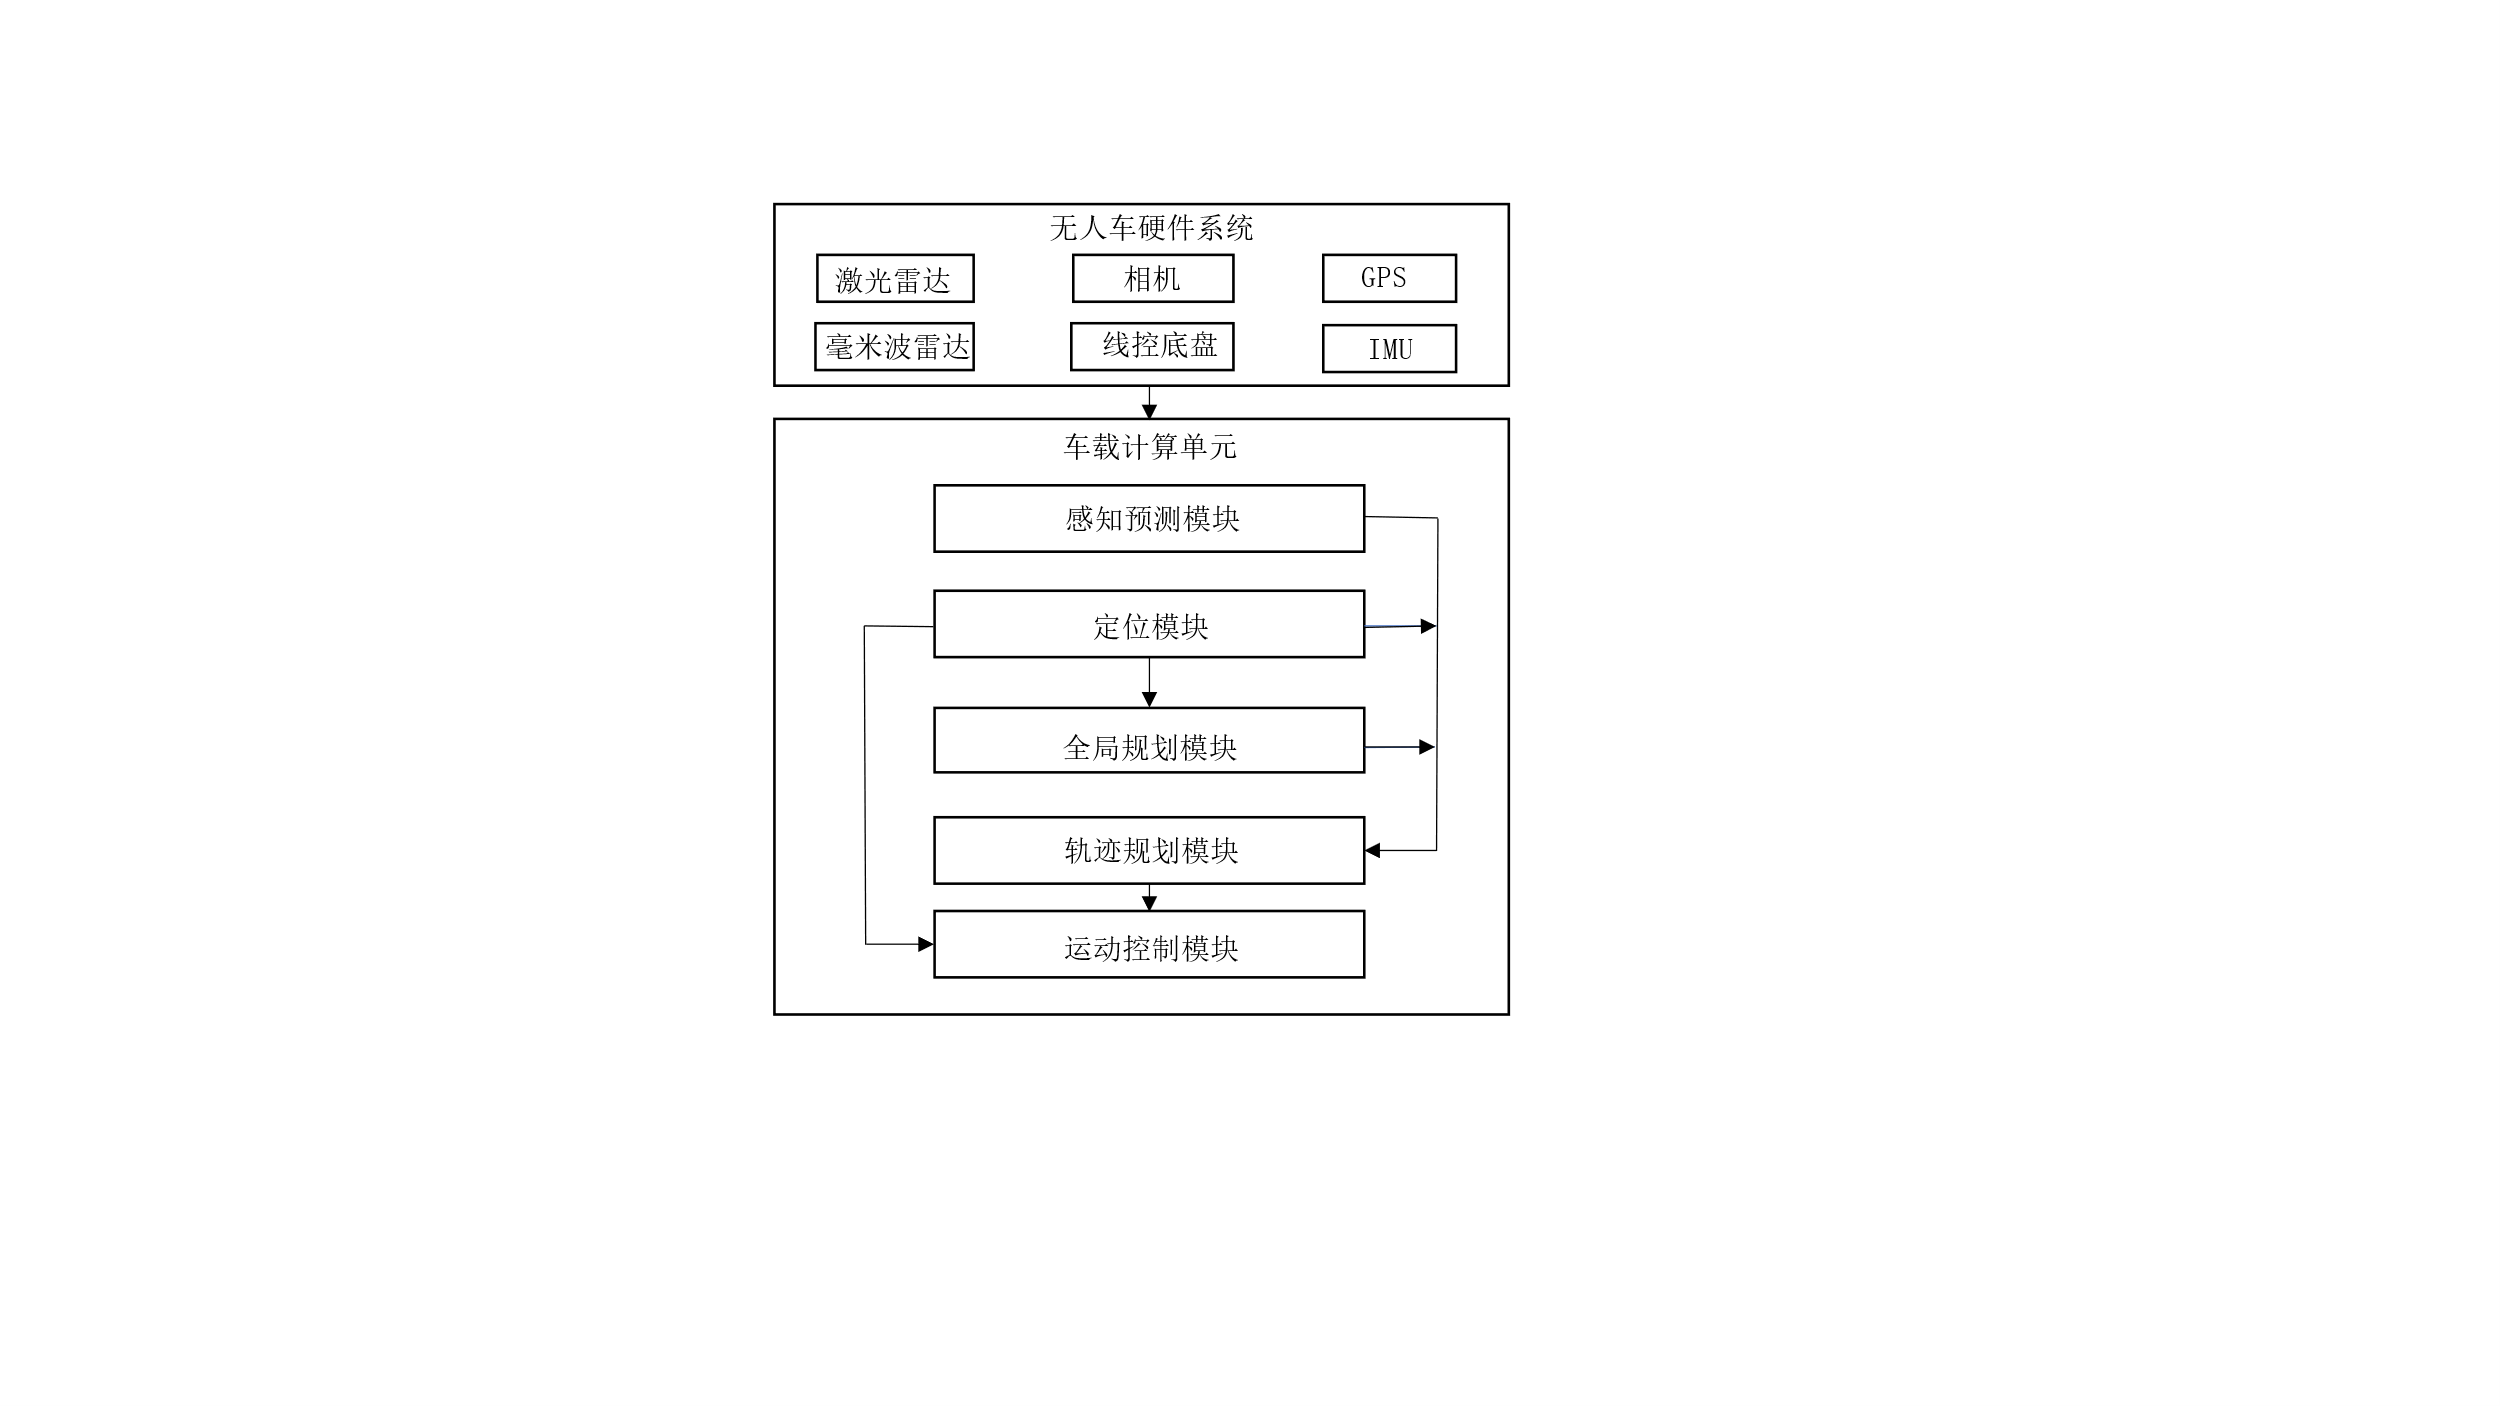 无人车硬件系统
激光雷达
相机
GPS
毫米波雷达
线控底盘
IMU
车载计算单元
感知预测模块
定位模块
全局规划模块
轨迹规划模块
运动控制模块